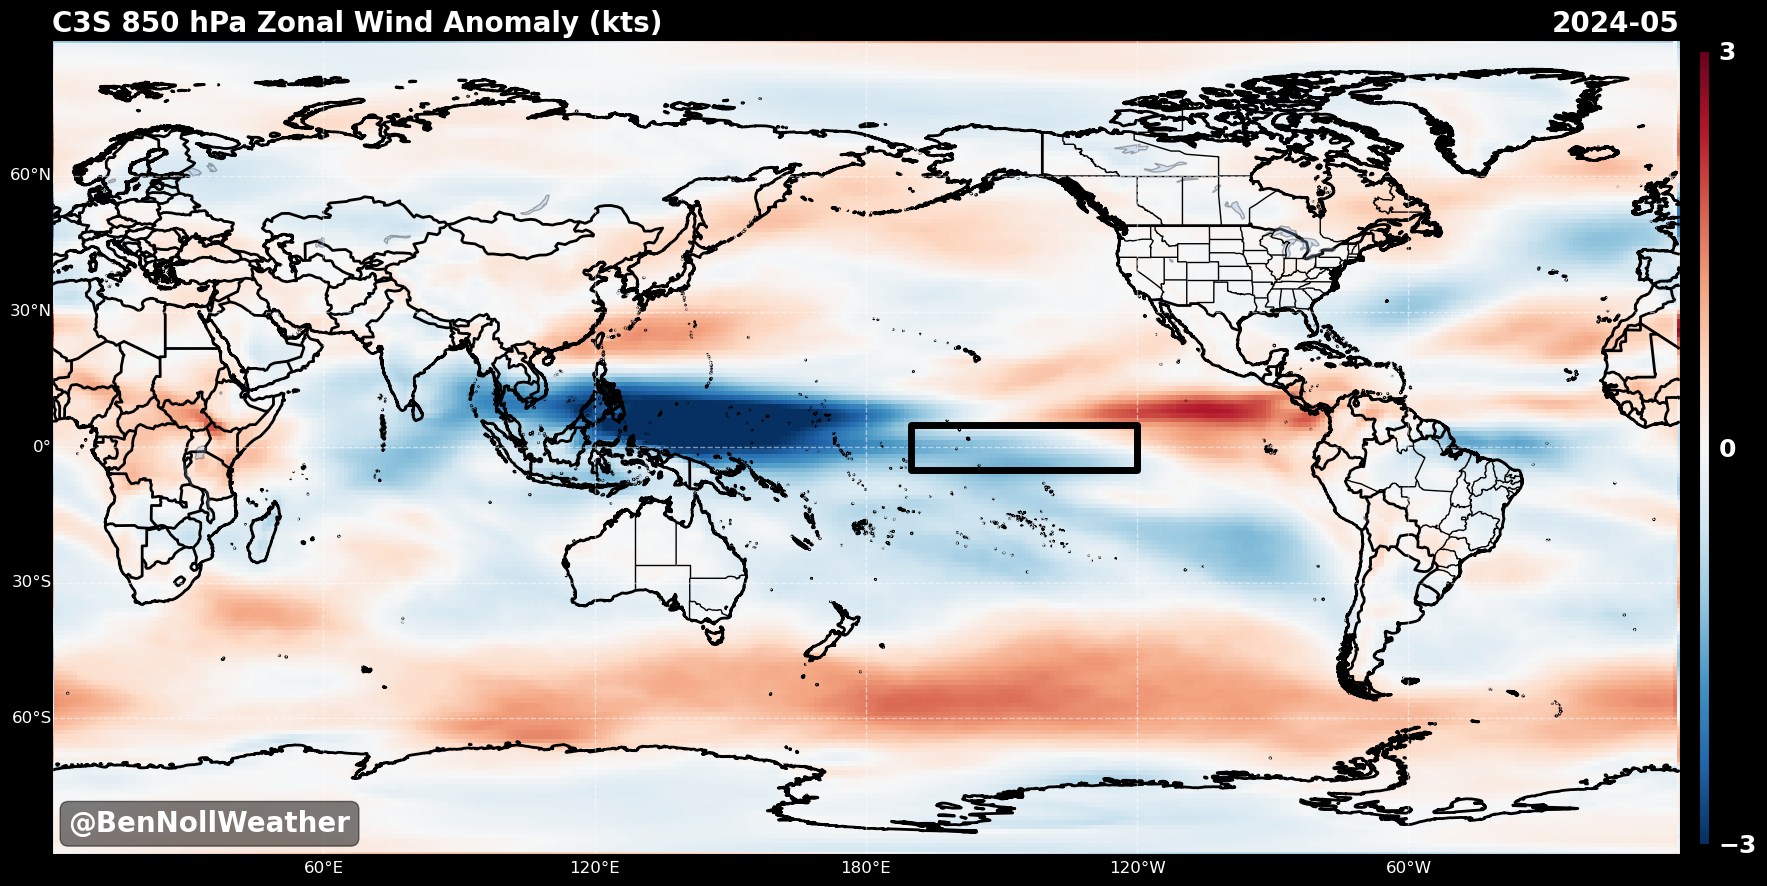 C3S 850 hPa Zonal Wind Anomaly (kts)
2024-05
3
60°N
30°N
0°
0
30°S
60°S
@BenNollWeather
−3
60°E
120°E
180°E
120°W
60°W